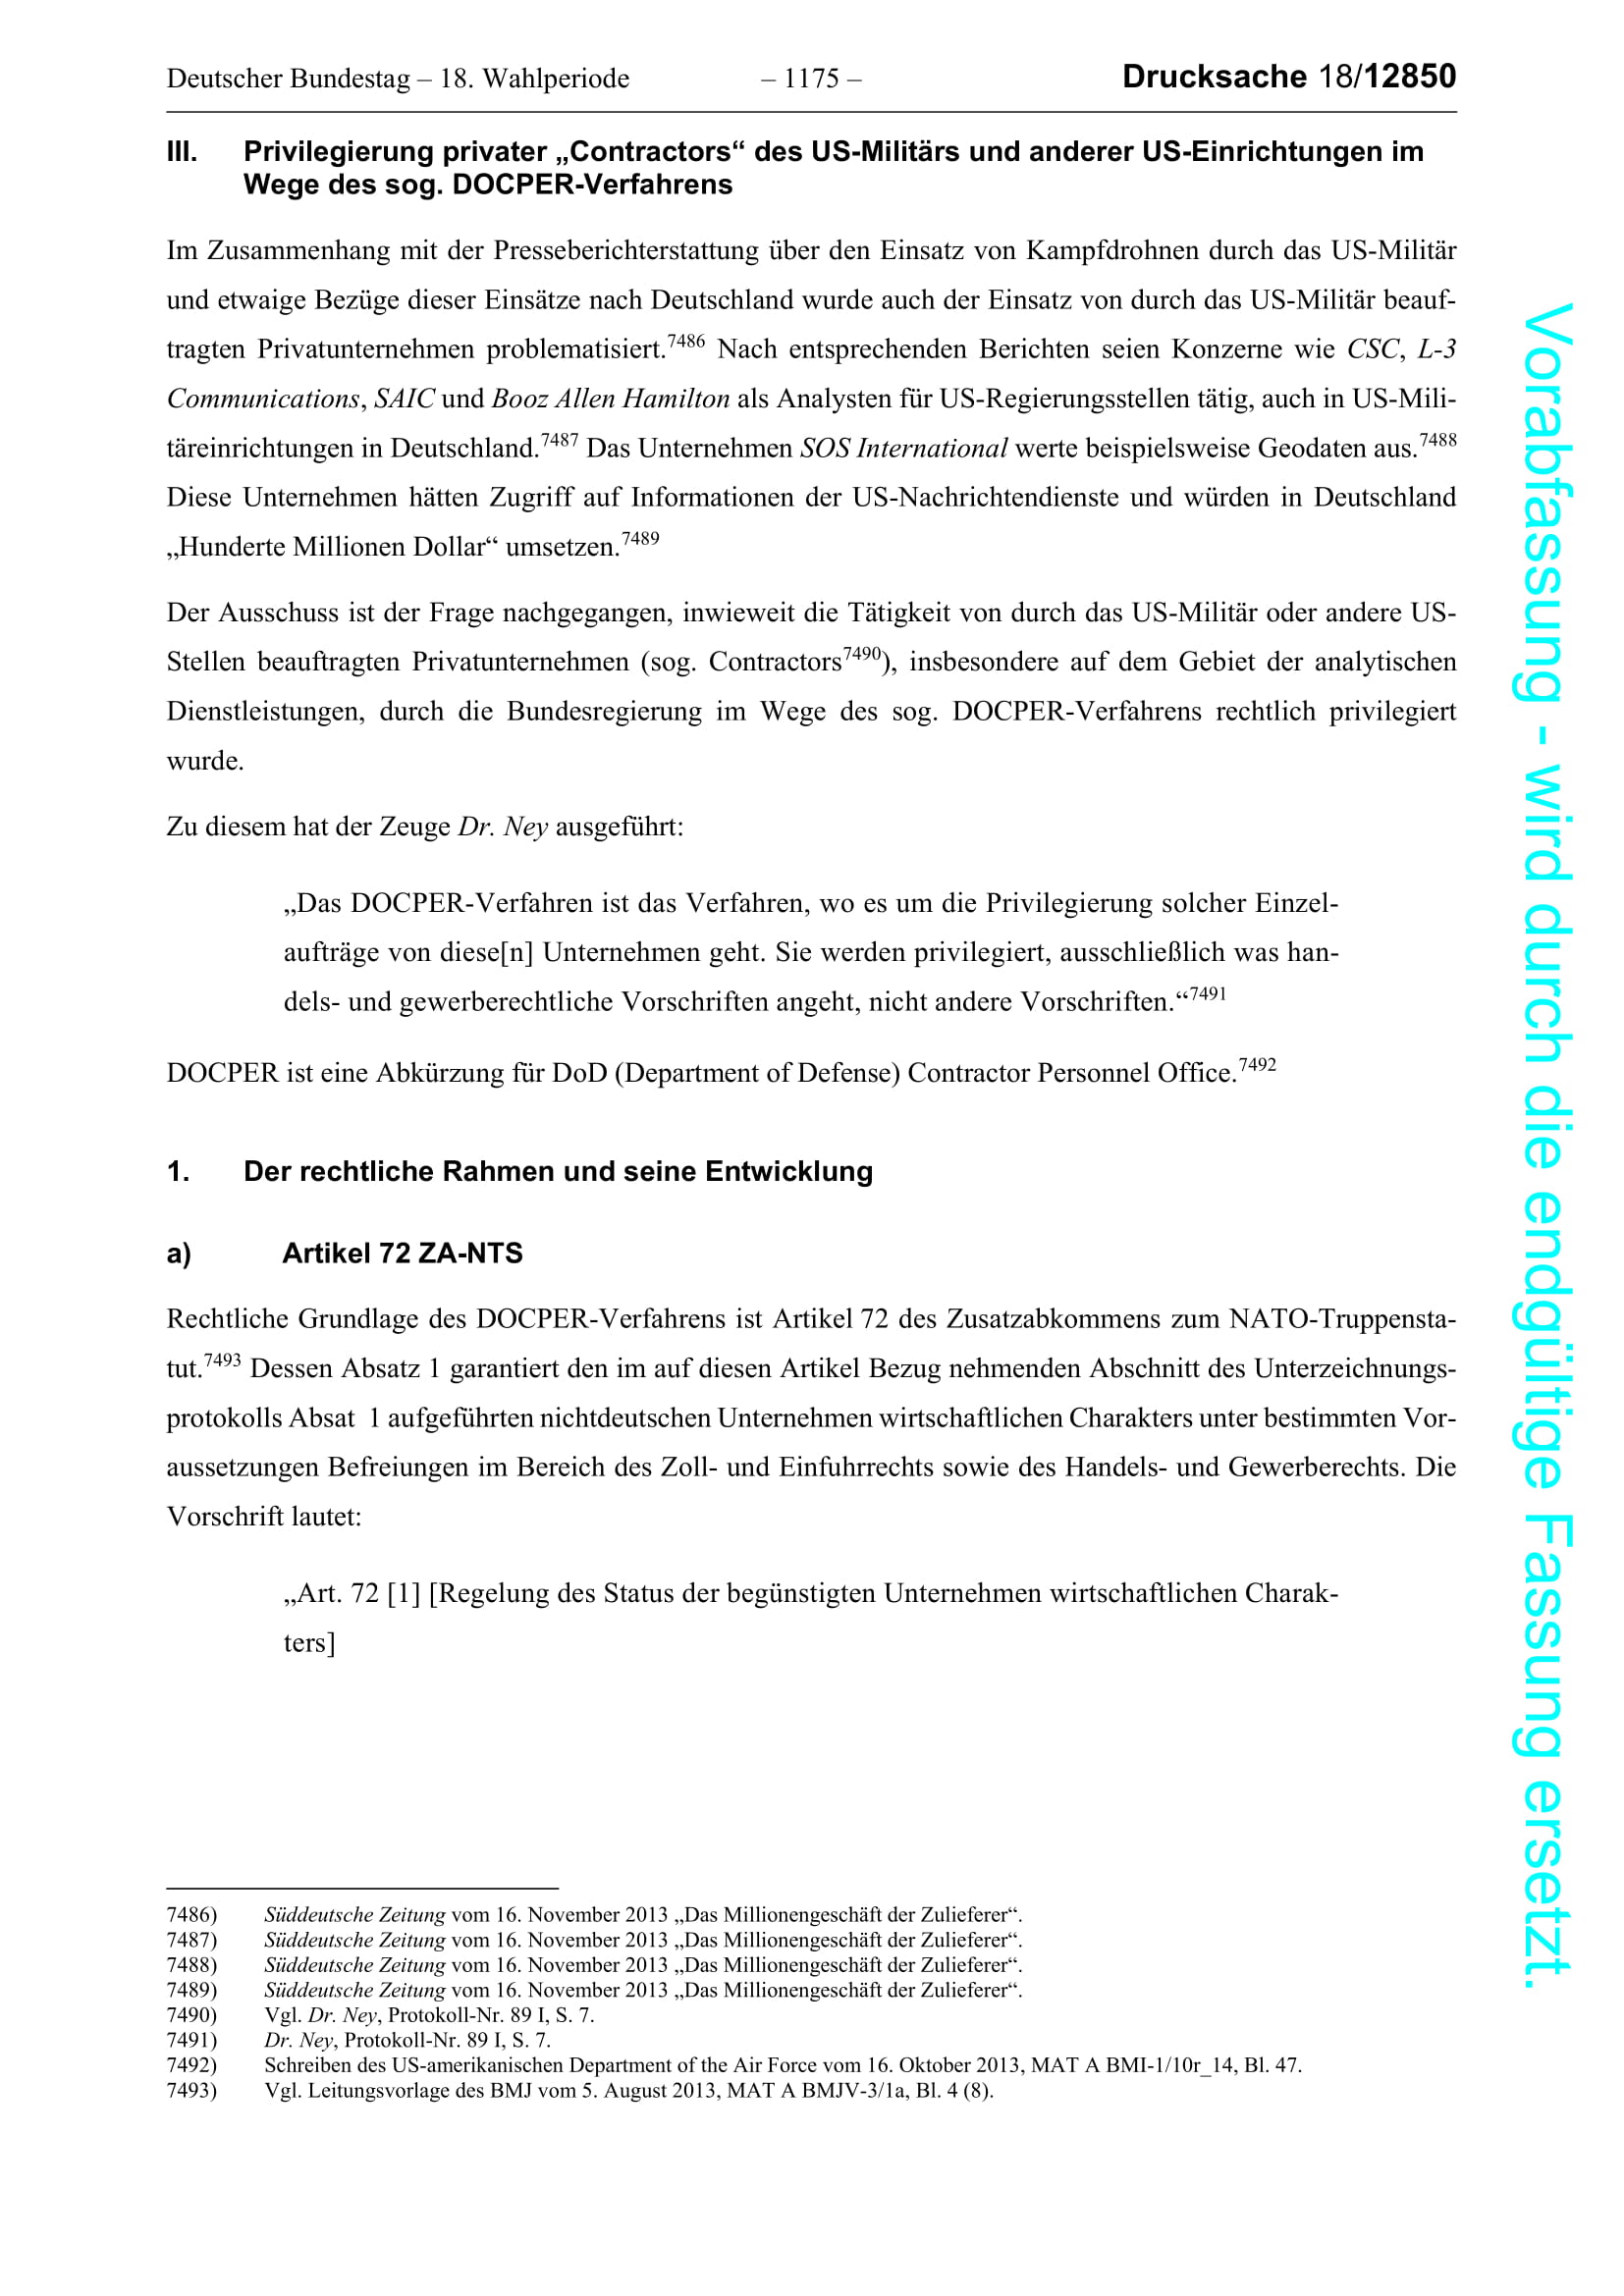 Deutscher Bundestag – 18. Wahlperiode – 1175 – Drucksache 18/12850
III. Privilegierung privater „Contractors“ des US-Militärs und anderer US-Einrichtungen im
Wege des sog. DOCPER-Verfahrens
Im Zusammenhang mit der Presseberichterstattung über den Einsatz von Kampfdrohnen durch das US-Militär
und etwaige Bezüge dieser Einsätze nach Deutschland wurde auch der Einsatz von durch das US-Militär beauf-
tragten Privatunternehmen problematisiert.7486 Nach entsprechenden Berichten seien Konzerne wie CSC, L-3
Communications, SAIC und Booz Allen Hamilton als Analysten für US-Regierungsstellen tätig, auch in US-Mili-
täreinrichtungen in Deutschland.7487 Das Unternehmen SOS International werte beispielsweise Geodaten aus.7488
Diese Unternehmen hätten Zugriff auf Informationen der US-Nachrichtendienste und würden in Deutschland
„Hunderte Millionen Dollar“ umsetzen.7489
Der Ausschuss ist der Frage nachgegangen, inwieweit die Tätigkeit von durch das US-Militär oder andere US-
Stellen beauftragten Privatunternehmen (sog. Contractors7490), insbesondere auf dem Gebiet der analytischen
Dienstleistungen, durch die Bundesregierung im Wege des sog. DOCPER-Verfahrens rechtlich privilegiert
wurde.
Zu diesem hat der Zeuge Dr. Ney ausgeführt:
„Das DOCPER-Verfahren ist das Verfahren, wo es um die Privilegierung solcher Einzel-
aufträge von diese[n] Unternehmen geht. Sie werden privilegiert, ausschließlich was han-
dels- und gewerberechtliche Vorschriften angeht, nicht andere Vorschriften.“7491
DOCPER ist eine Abkürzung für DoD (Department of Defense) Contractor Personnel Office.7492
1. Der rechtliche Rahmen und seine Entwicklung
a) Artikel 72 ZA-NTS
Rechtliche Grundlage des DOCPER-Verfahrens ist Artikel 72 des Zusatzabkommens zum NATO-Truppensta-
tut.7493 Dessen Absatz 1 garantiert den im auf diesen Artikel Bezug nehmenden Abschnitt des Unterzeichnungs-
protokolls Absat 1 aufgeführten nichtdeutschen Unternehmen wirtschaftlichen Charakters unter bestimmten Vor-
aussetzungen Befreiungen im Bereich des Zoll- und Einfuhrrechts sowie des Handels- und Gewerberechts. Die
Vorschrift lautet:
„Art. 72 [1] [Regelung des Status der begünstigten Unternehmen wirtschaftlichen Charak-
ters]
7486) Süddeutsche Zeitung vom 16. November 2013 „Das Millionengeschäft der Zulieferer“.
7487) Süddeutsche Zeitung vom 16. November 2013 „Das Millionengeschäft der Zulieferer“.
7488) Süddeutsche Zeitung vom 16. November 2013 „Das Millionengeschäft der Zulieferer“.
7489) Süddeutsche Zeitung vom 16. November 2013 „Das Millionengeschäft der Zulieferer“.
7490) Vgl. Dr. Ney, Protokoll-Nr. 89 I, S. 7.
7491) Dr. Ney, Protokoll-Nr. 89 I, S. 7.
7492) Schreiben des US-amerikanischen Department of the Air Force vom 16. Oktober 2013, MAT A BMI-1/10r_14, Bl. 47.
7493) Vgl. Leitungsvorlage des BMJ vom 5. August 2013, MAT A BMJV-3/1a, Bl. 4 (8).
Vorabfassung - wird durch die endgültige Fassung ersetzt.